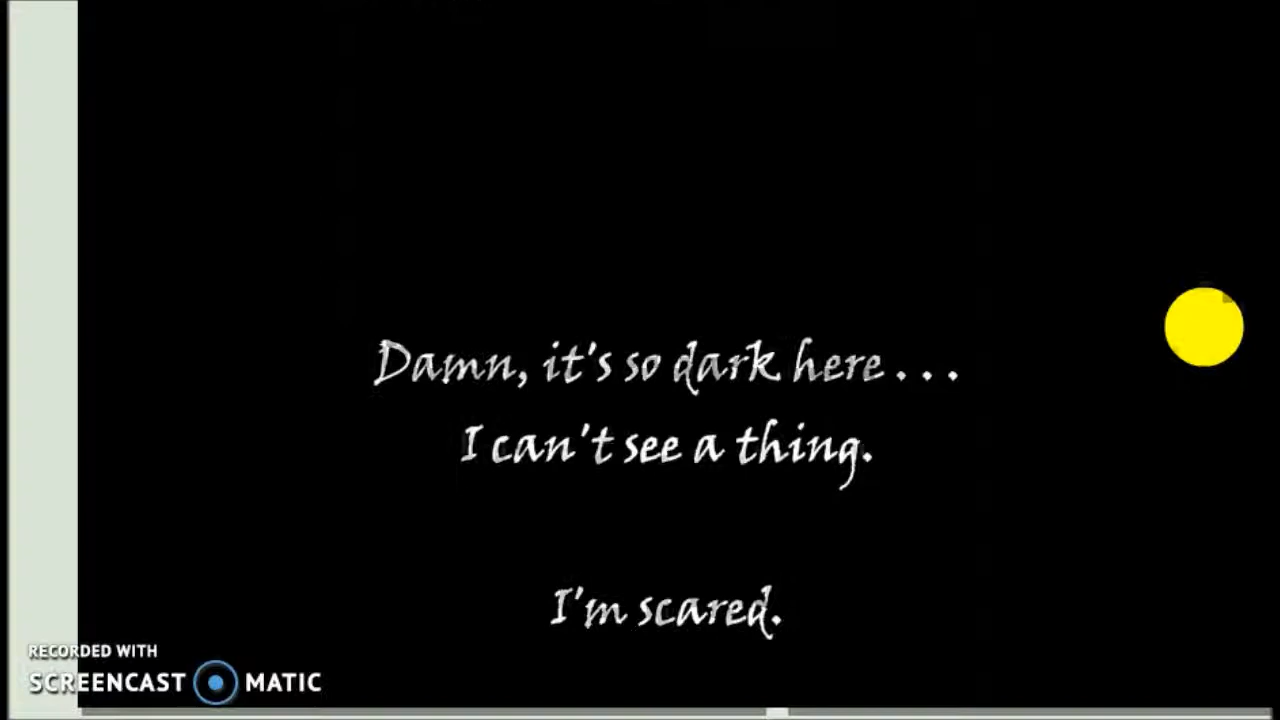 Damn, it's so dark here . . .
I can't see a thing.
I'm scared.
RECORDED WITH
SCREENCAST MATIC